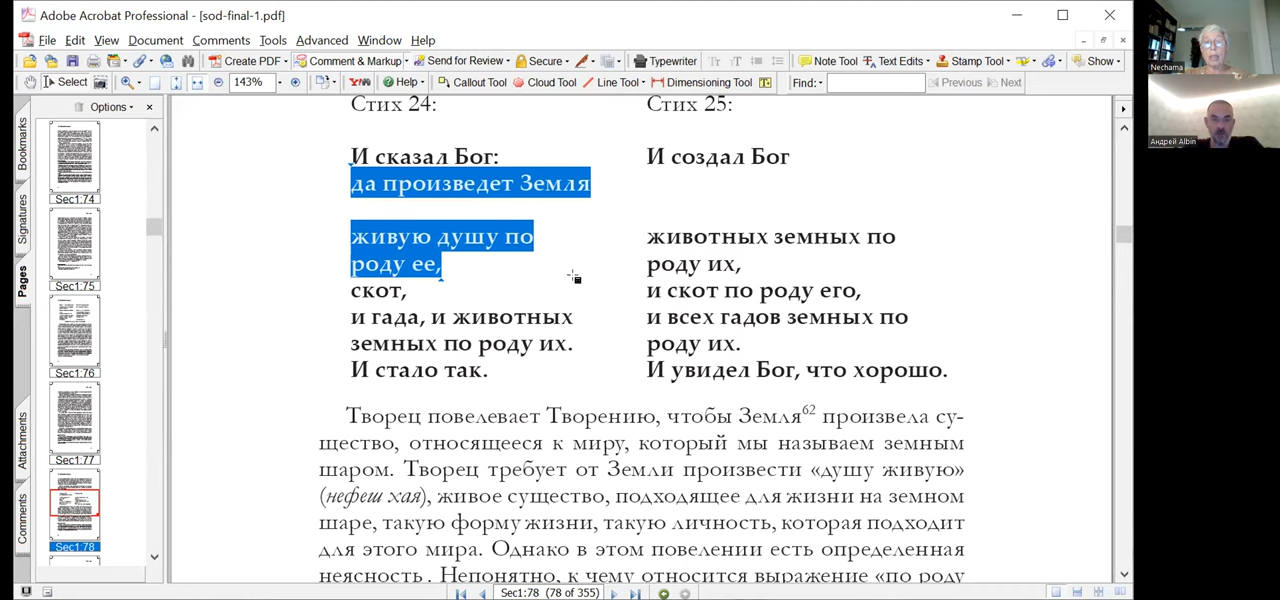 Adobe Acrobat Professional - [sod-final-1.pdf]
File Edit View Document Comments Tools Advanced Window Help
Create PDF Comment & Markup Send for Review Secure Typewriter Note Tool Text Edits Stamp Tool Show
Select 143% Help Callout Tool Cloud Tool Line Tool Dimensioning Tool Find: Previous Next
Options
Bookmarks
Signatures
Pages
Attachments
Comments
Sec1:74
Sec1:75
Sec1:76
Sec1:77
Sec1:78
Стих 24:
И сказал Бог:
да произведет Земля
живую душу по
роду ее,
скот,
и гада, и животных
земных по роду их.
И стало так.
Стих 25:
И создал Бог
животных земных по
роду их,
и скот по роду его,
и всех гадов земных по
роду их.
И увидел Бог, что хорошо.
Творец повелевает Творению, чтобы Земля62 произвела су-
щество, относящееся к миру, который мы называем земным
шаром. Творец требует от Земли произвести «душу живую»
(нефеш хая), живое существо, подходящее для жизни на земном
шаре, такую форму жизни, такую личность, которая подходит
для этого мира. Однако в этом повелении есть определенная
неясность. Непонятно, к чему относится выражение «по роду
Sec1:78 (78 of 355)
Nechama
Андрей Albin